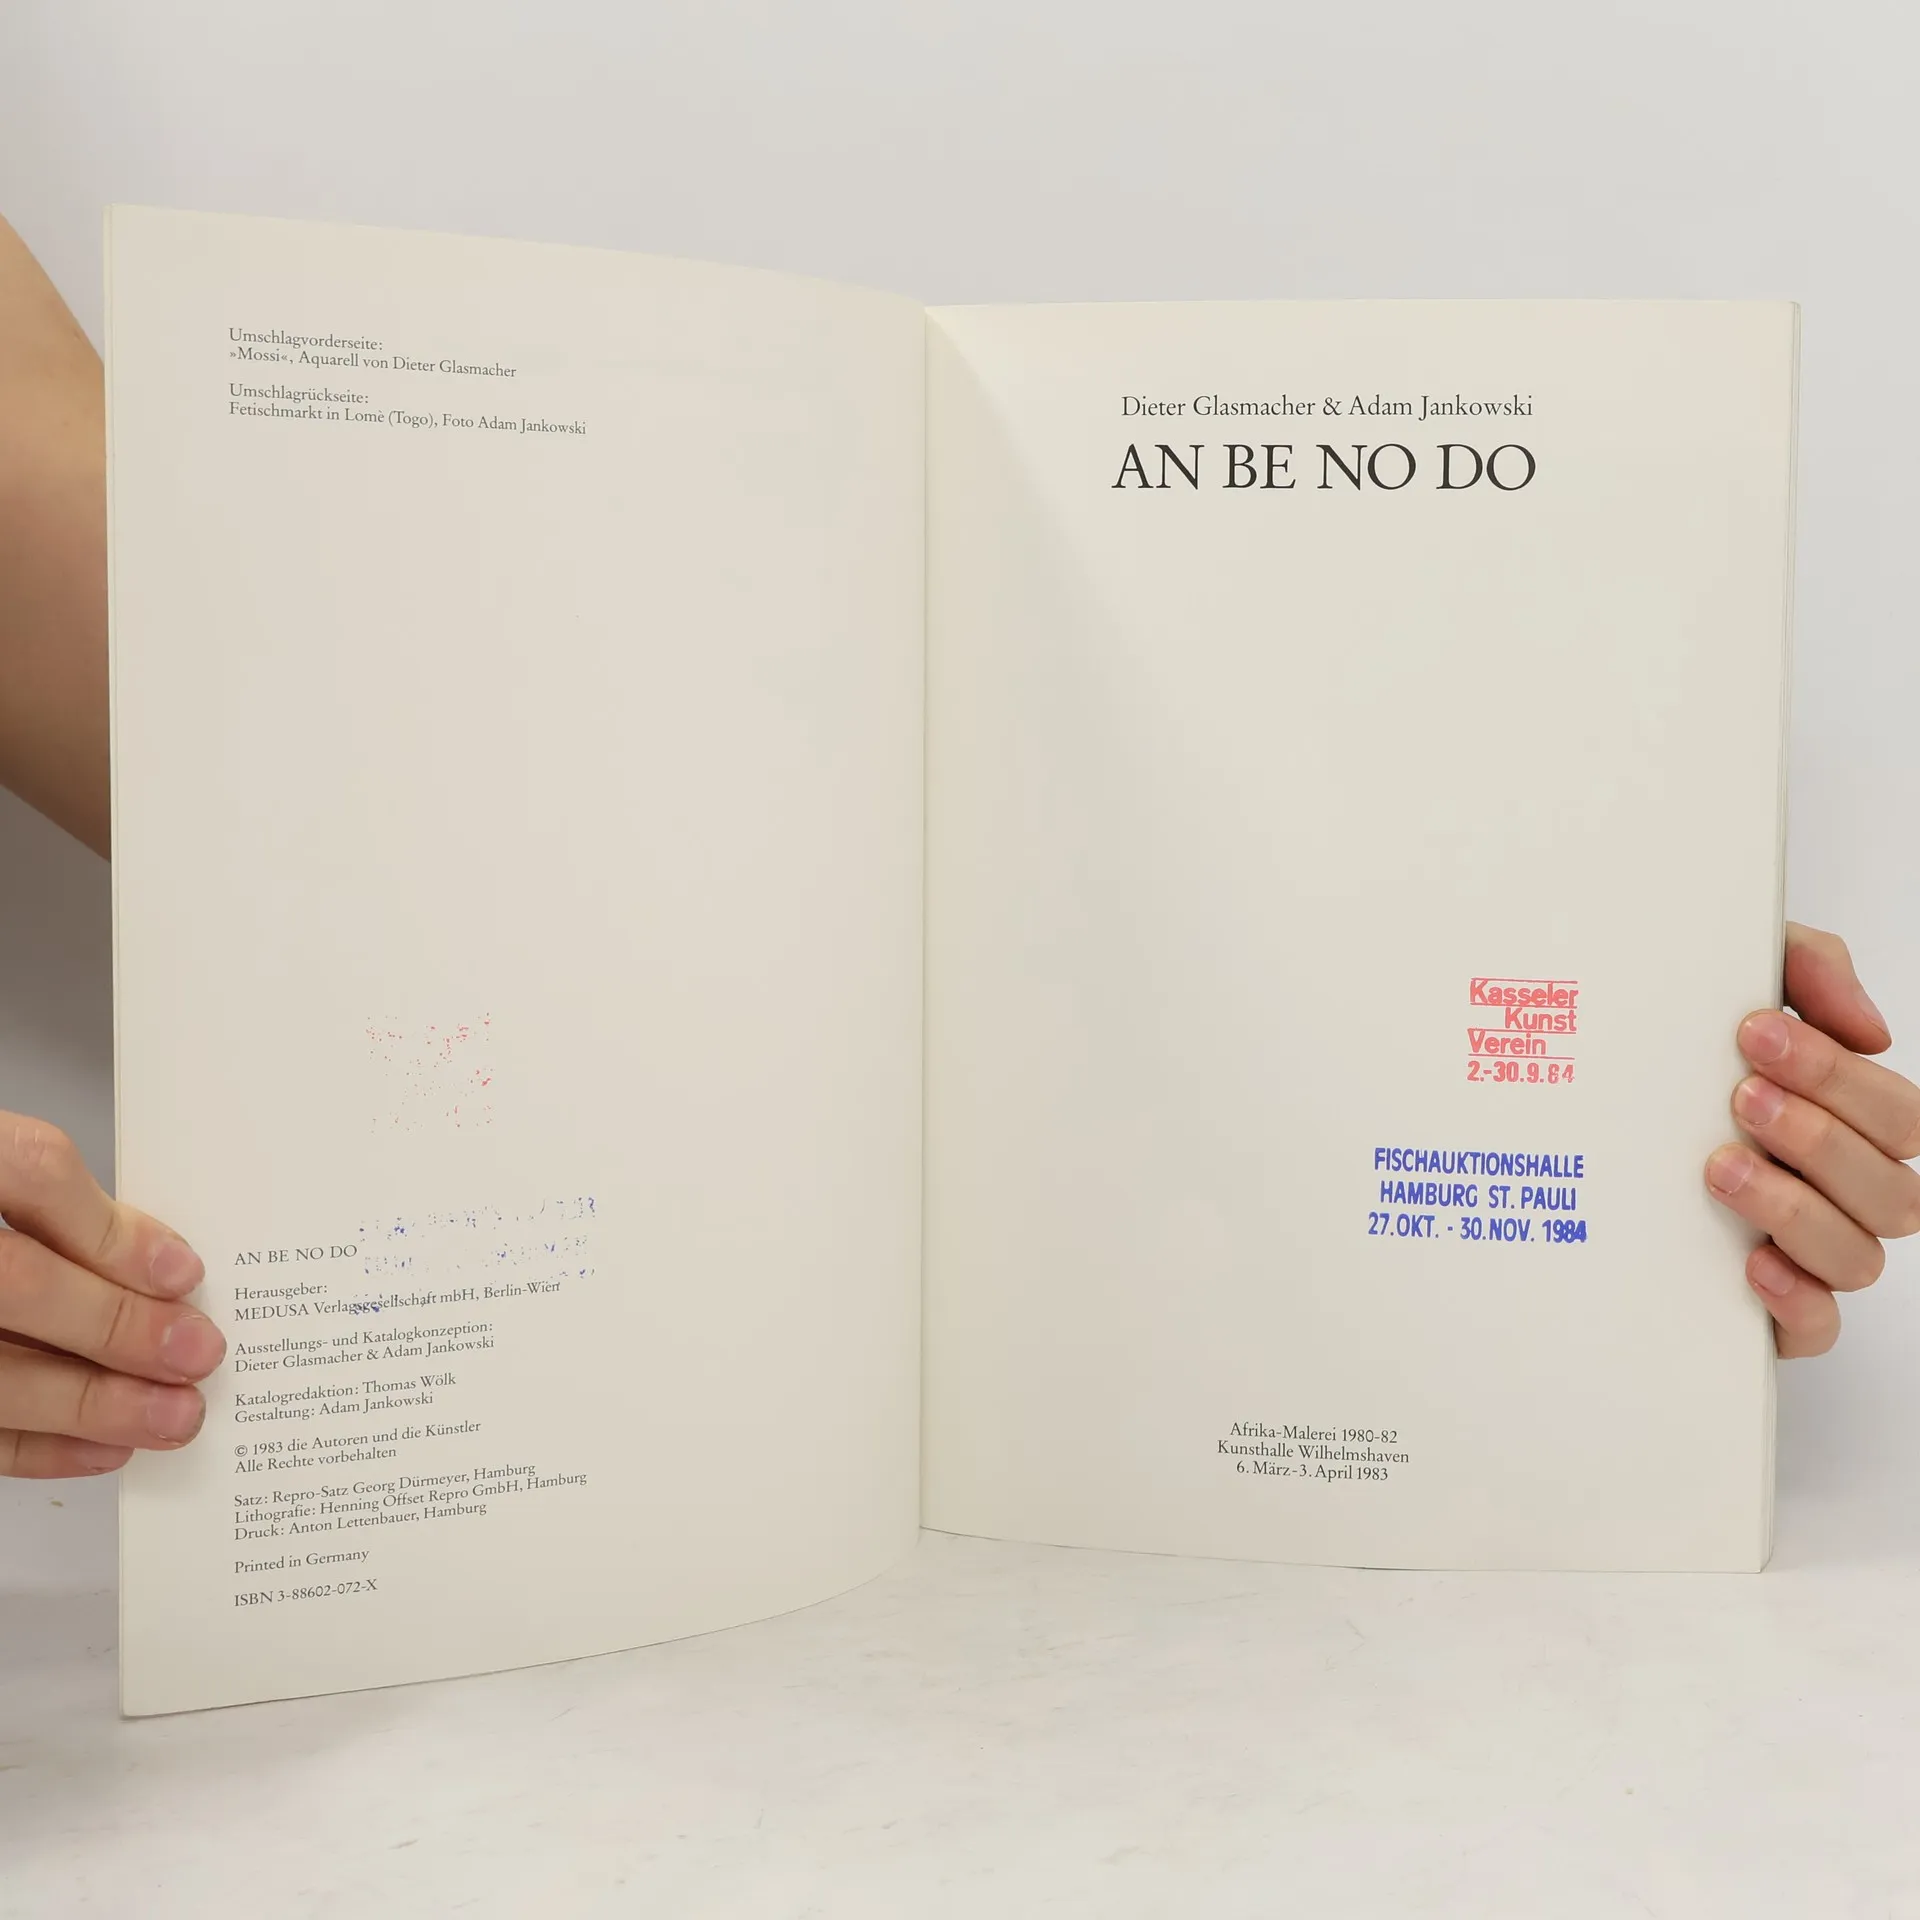 Umschlagvorderseite:
»Mossi«, Aquarell von Dieter Glasmacher
Umschlagrückseite:
Fetischmarkt in Lomè (Togo), Foto Adam Jankowski
AN BE NO DO
Herausgeber:
MEDUSA Verlagsgesellschaft mbH, Berlin-Wien
Ausstellungs- und Katalogkonzeption:
Dieter Glasmacher & Adam Jankowski
Katalogredaktion: Thomas Wölk
Gestaltung: Adam Jankowski
© 1983 die Autoren und die Künstler
Alle Rechte vorbehalten
Satz: Repro-Satz Georg Dürmeyer, Hamburg
Lithografie: Henning Offset Repro GmbH, Hamburg
Druck: Anton Lettenbauer, Hamburg
Printed in Germany
ISBN 3-88602-072-X
Dieter Glasmacher & Adam Jankowski
AN BE NO DO
Kasseler
Kunst
Verein
2.-30.9.84
FISCHAUKTIONSHALLE
HAMBURG ST. PAULI
27.OKT. - 30.NOV. 1984
Afrika-Malerei 1980-82
Kunsthalle Wilhelmshaven
6. März-3. April 1983